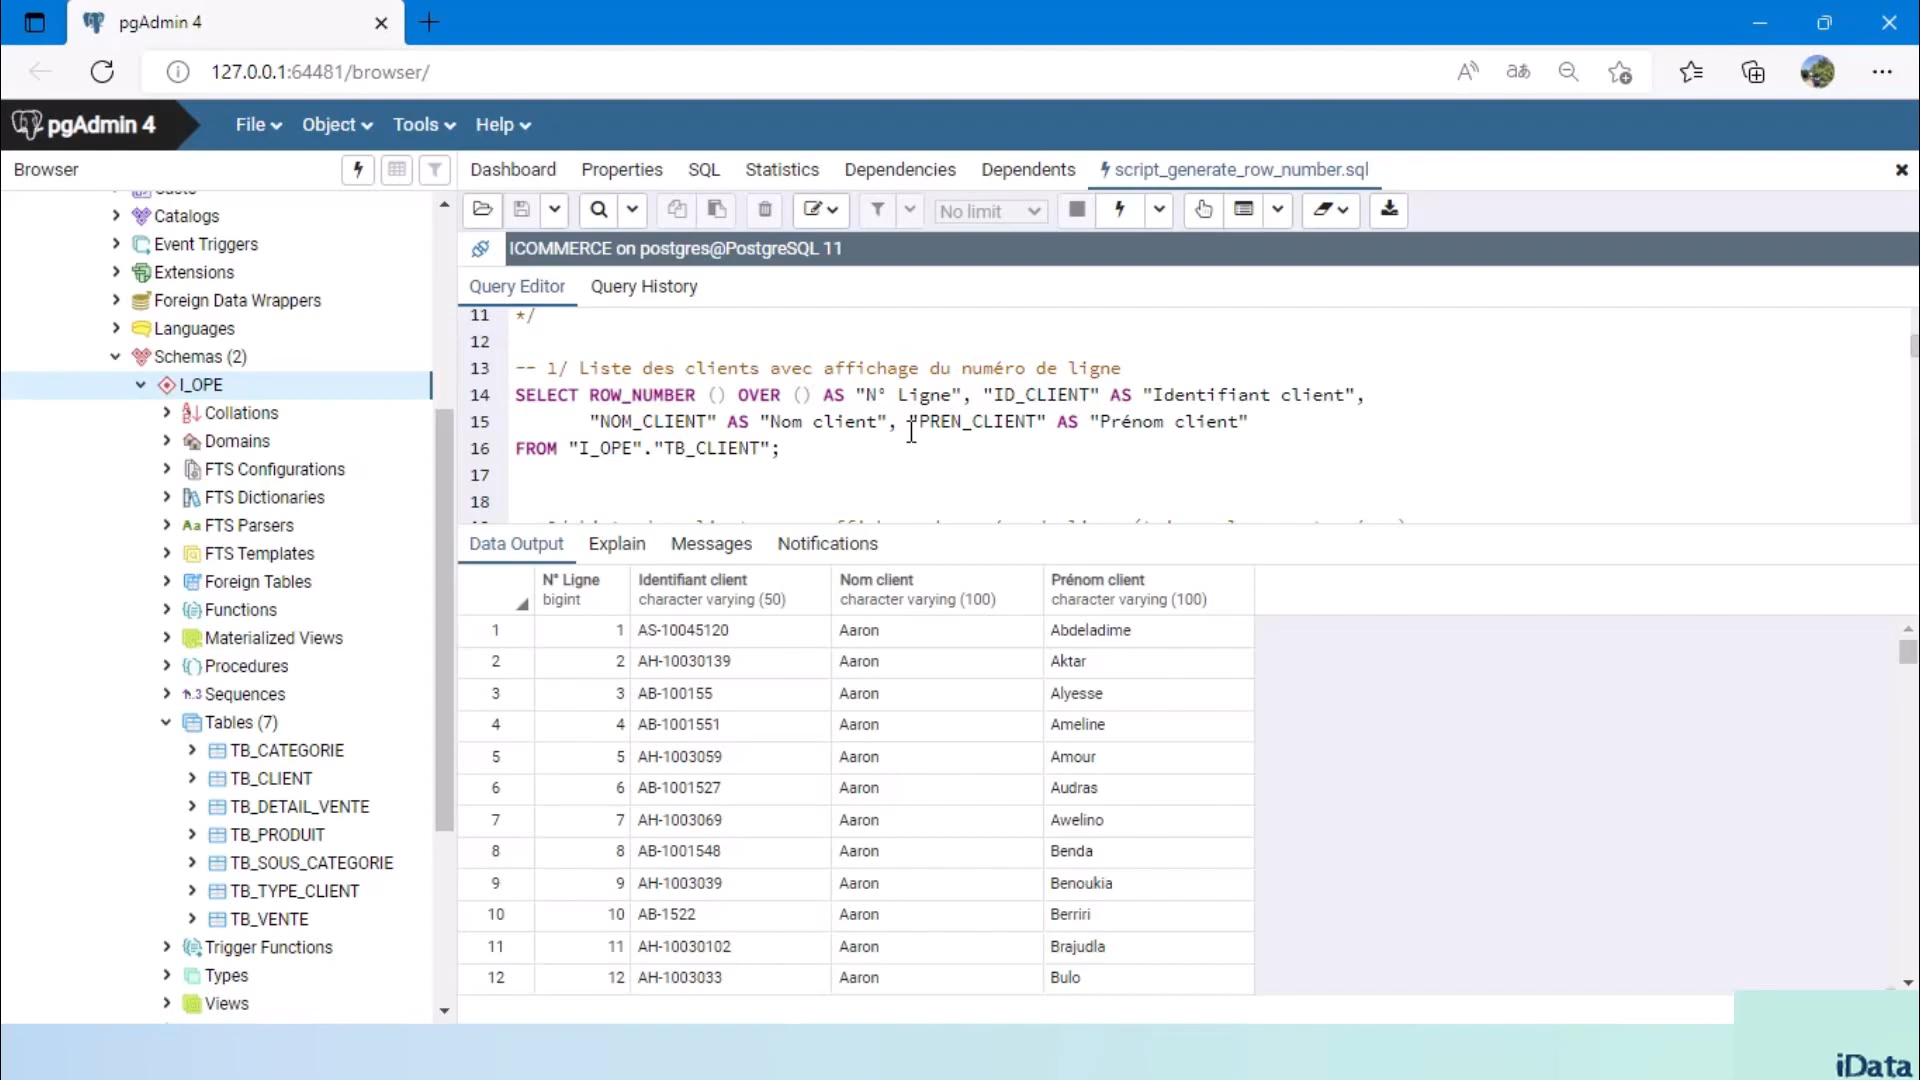 pgAdmin 4
127.0.0.1:64481/browser/
pgAdmin 4
File
Object
Tools
Help
Browser
Dashboard
Properties
SQL
Statistics
Dependencies
Dependents
script_generate_row_number.sql
No limit
ICOMMERCE on postgres@PostgreSQL 11
Query Editor
Query History
Catalogs
Event Triggers
Extensions
Foreign Data Wrappers
Languages
Schemas (2)
I_OPE
Collations
Domains
FTS Configurations
FTS Dictionaries
FTS Parsers
FTS Templates
Foreign Tables
Functions
Materialized Views
Procedures
Sequences
Tables (7)
TB_CATEGORIE
TB_CLIENT
TB_DETAIL_VENTE
TB_PRODUIT
TB_SOUS_CATEGORIE
TB_TYPE_CLIENT
TB_VENTE
Trigger Functions
Types
Views
11 */
12
13 -- 1/ Liste des clients avec affichage du numéro de ligne
14 SELECT ROW_NUMBER () OVER () AS "N° Ligne", "ID_CLIENT" AS "Identifiant client",
15 "NOM_CLIENT" AS "Nom client", "PREN_CLIENT" AS "Prénom client"
16 FROM "I_OPE"."TB_CLIENT";
17
18
Data Output
Explain
Messages
Notifications
N° Ligne Identifiant client Nom client Prénom client
bigint character varying (50) character varying (100) character varying (100)
1 1 AS-10045120 Aaron Abdeladime
2 2 AH-10030139 Aaron Aktar
3 3 AB-100155 Aaron Alyesse
4 4 AB-1001551 Aaron Ameline
5 5 AH-1003059 Aaron Amour
6 6 AB-1001527 Aaron Audras
7 7 AH-1003069 Aaron Awelino
8 8 AB-1001548 Aaron Benda
9 9 AH-1003039 Aaron Benoukia
10 10 AB-1522 Aaron Berriri
11 11 AH-10030102 Aaron Brajudla
12 12 AH-1003033 Aaron Bulo
iData